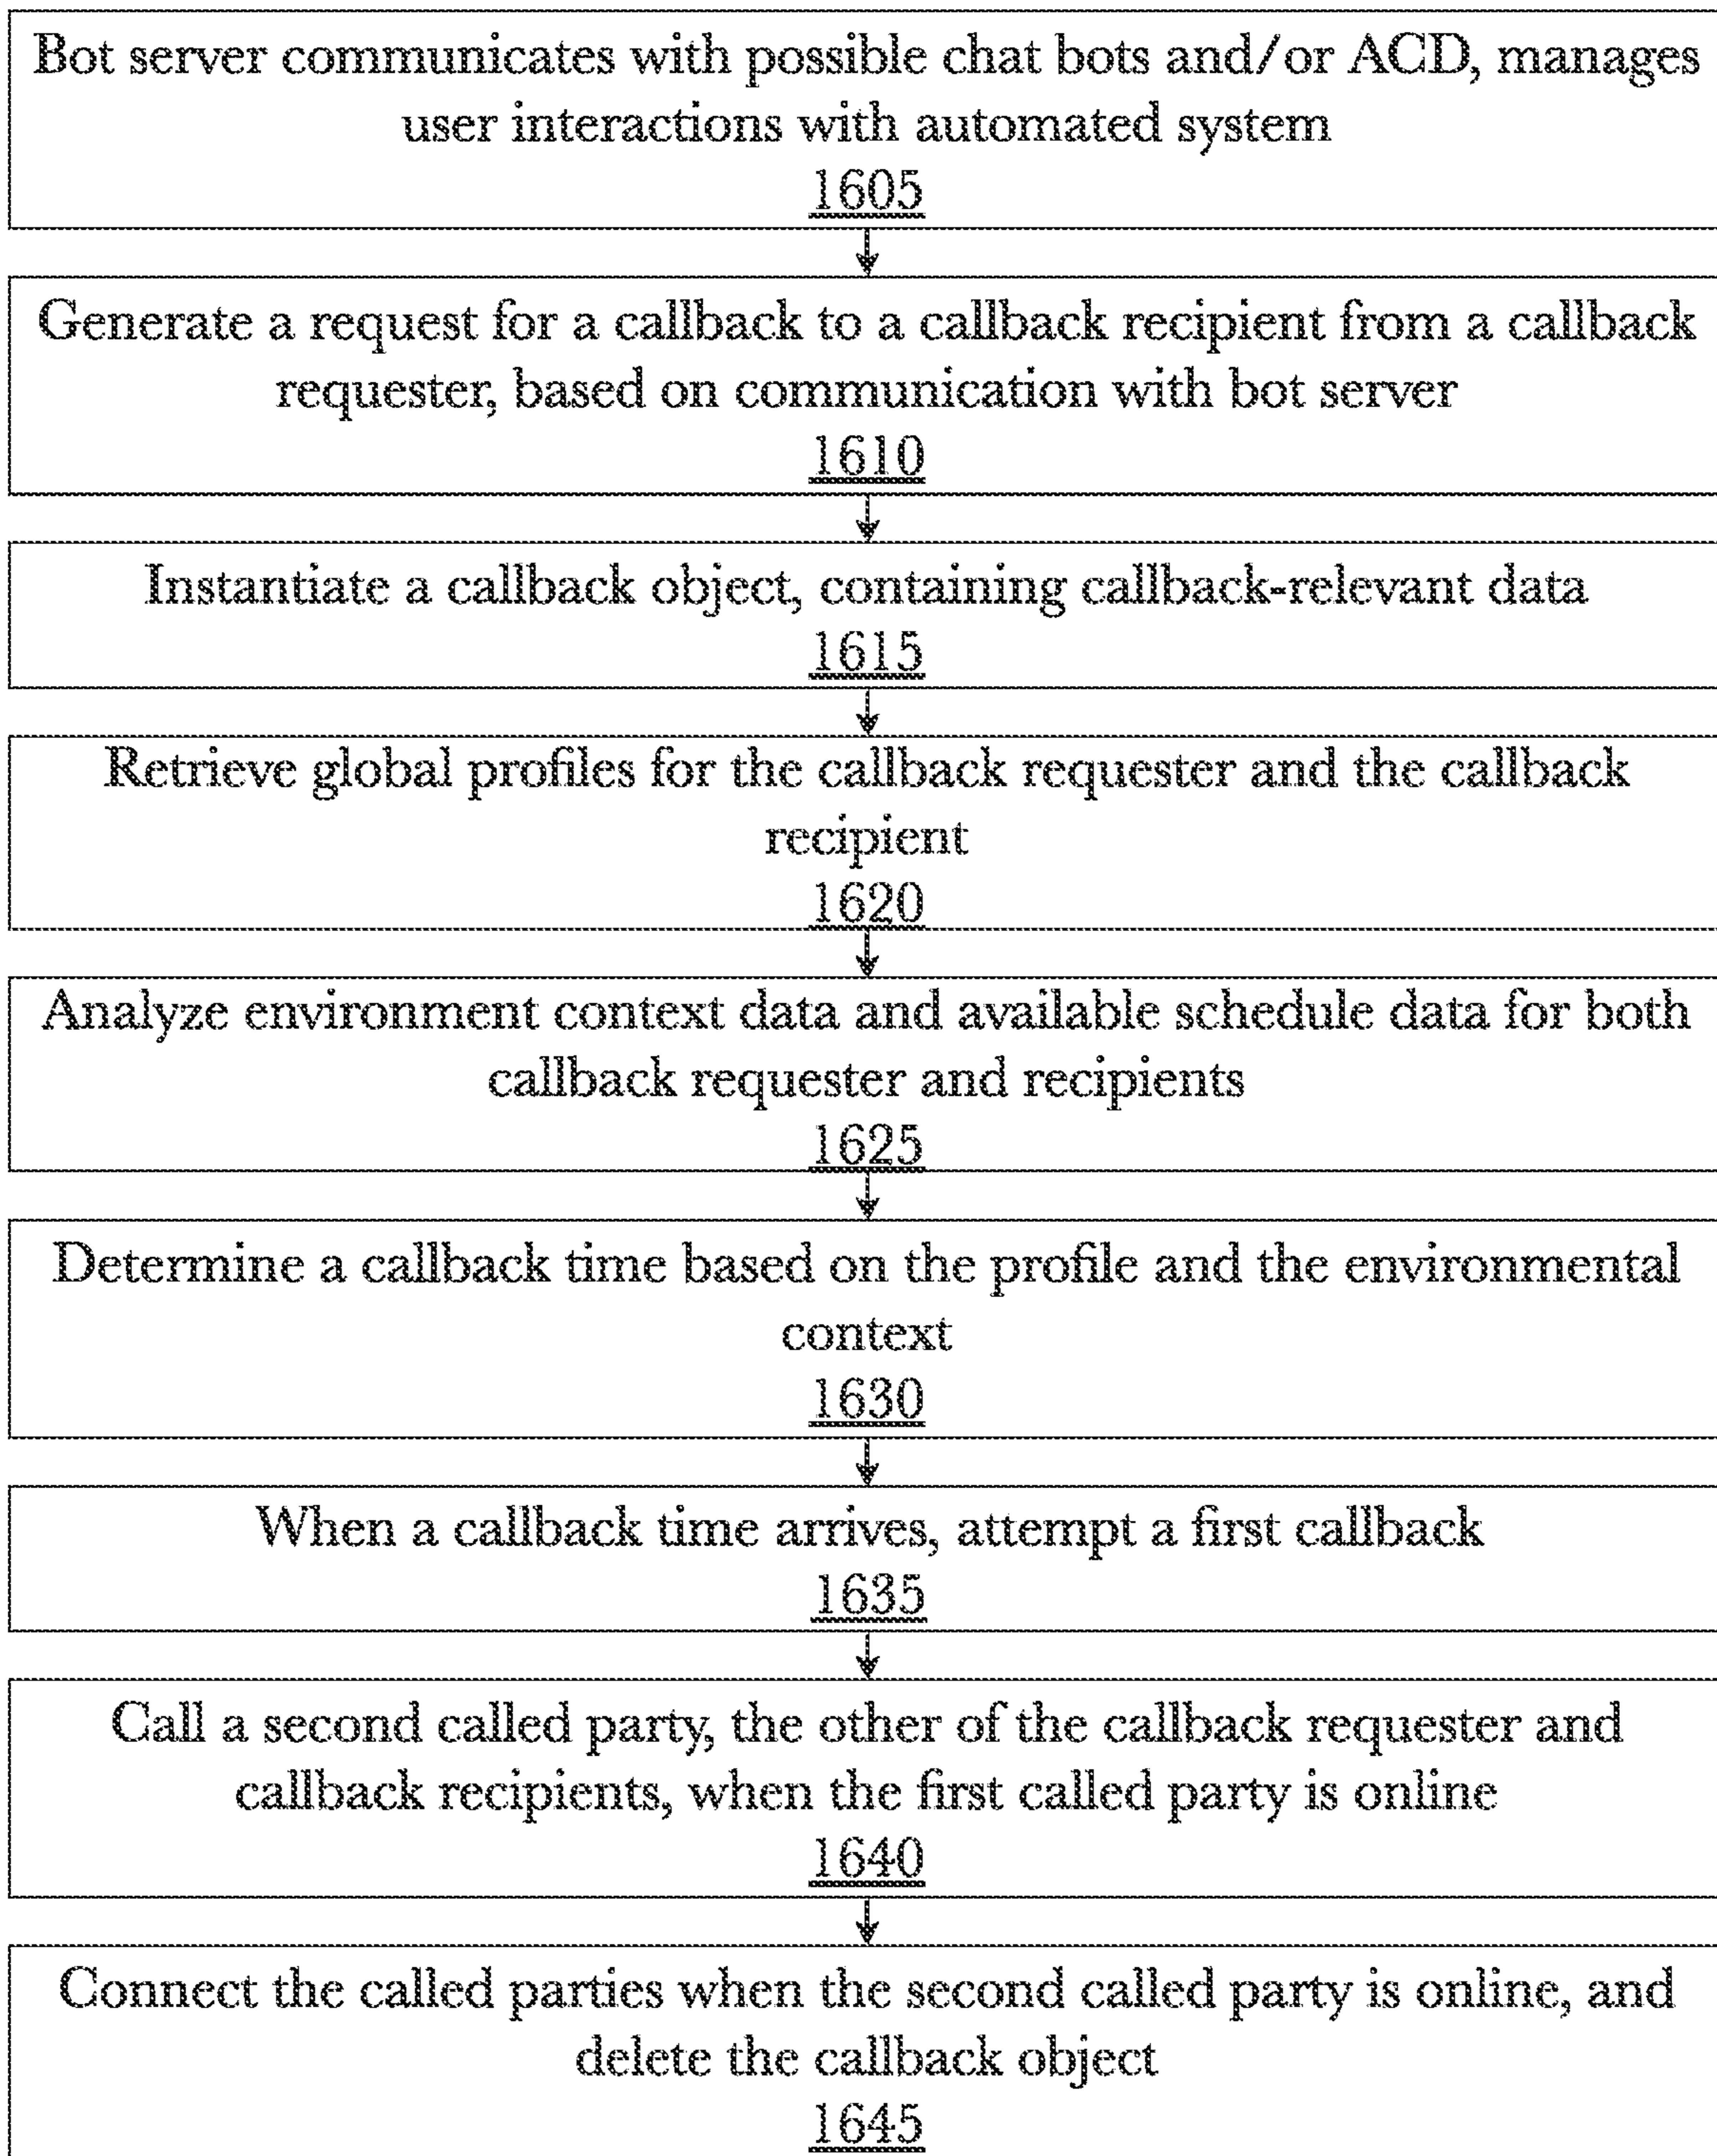 Bot server communicates with possible chat bots and/or ACD, manages
user interactions with automated system
1605
Generate a request for a callback to a callback recipient from a callback
requester, based on communication with bot server
1610
Instantiate a callback object, containing callback-relevant data
1615
Retrieve global profiles for the callback requester and the callback
recipient
1620
Analyze environment context data and available schedule data for both
callback requester and recipients
1625
Determine a callback time based on the profile and the environmental
context
1630
When a callback time arrives, attempt a first callback
1635
Call a second called party, the other of the callback requester and
callback recipients, when the first called party is online
1640
Connect the called parties when the second called party is online, and
delete the callback object
1645